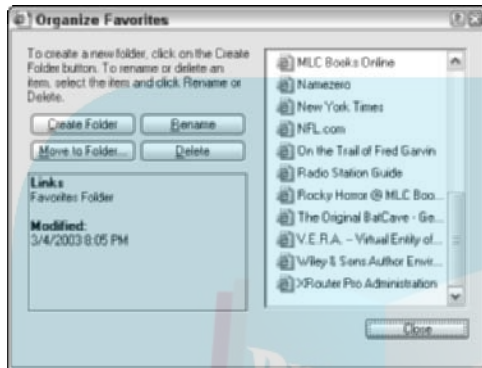 Organize Favorites
To create a new folder, click on the Create
Folder button. To rename or delete an
item, select the item and click Rename or
Delete.
Create Folder Rename
Move to Folder... Delete
Links
Favorites Folder
Modified:
3/4/2003 8:05 PM
MLC Books Online
Namezero
New York Times
NFL.com
On the Trail of Fred Garvin
Radio Station Guide
Rocky Horror @ MLC Boo...
The Original BatCave - Ge...
V.E.R.A. – Virtual Entity of...
Wiley & Sons Author Envir...
XRouter Pro Administration
Close